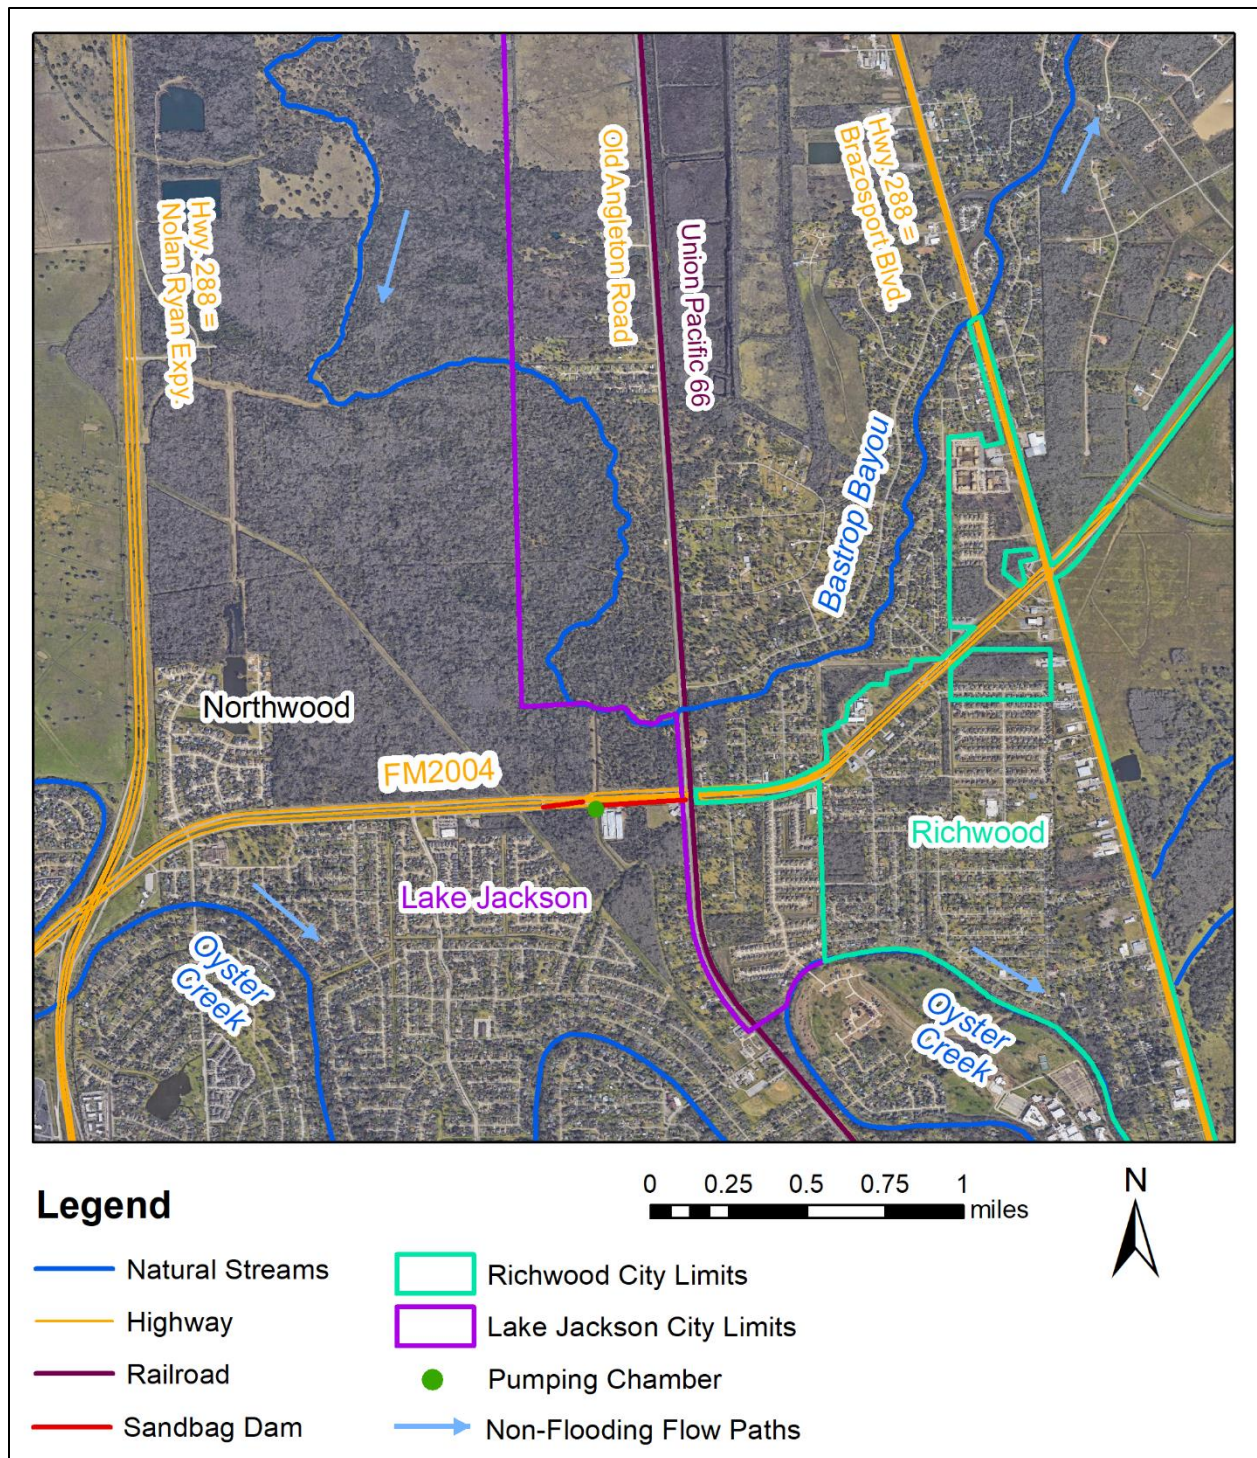 Hwy. 288 =
Nolan Ryan Expy.
Old Angleton Road
Union Pacific 66
Hwy. 288 =
Brazosport Blvd.
Bastrop Bayou
Northwood
FM2004
Lake Jackson
Richwood
Oyster
Creek
Oyster
Creek
Legend
Natural Streams
Highway
Railroad
Sandbag Dam
Richwood City Limits
Lake Jackson City Limits
Pumping Chamber
Non-Flooding Flow Paths
0 0.25 0.5 0.75 1
miles
N